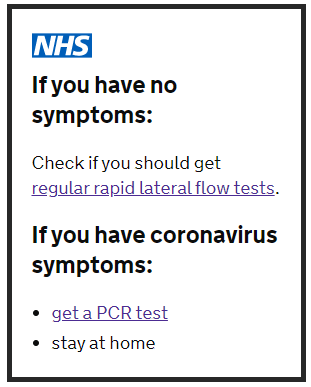 NHS
If you have no
symptoms:
Check if you should get
regular rapid lateral flow tests.
If you have coronavirus
symptoms:
• get a PCR test
• stay at home